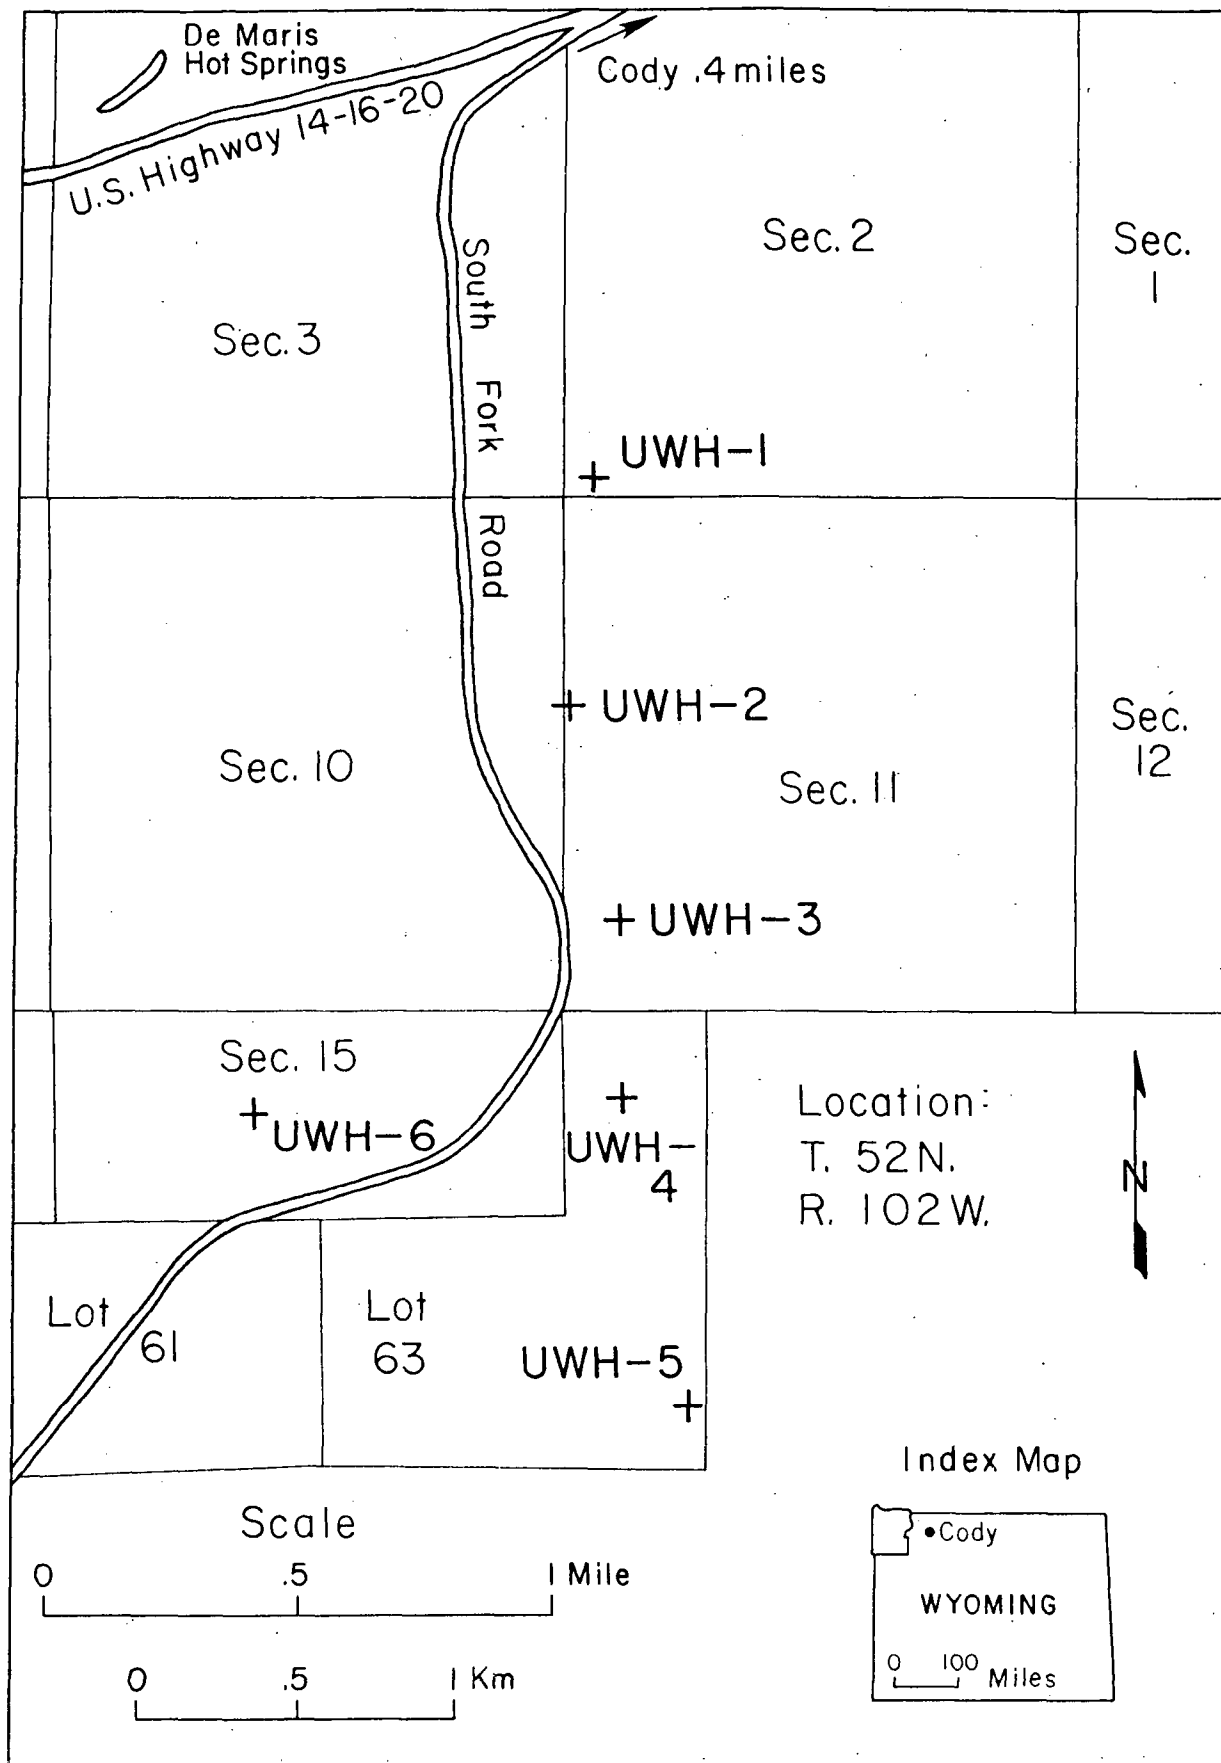 De Maris
Hot Springs
Cody .4 miles
U.S. Highway 14-16-20
Sec. 2
Sec.
1
South Fork Road
Sec. 3
UWH-1
UWH-2
Sec. 10
Sec. 11
Sec.
12
UWH-3
Sec. 15
UWH-6
UWH-
4
Location:
T. 52N.
R. 102W.
N
Lot
61
Lot
63
UWH-5
Index Map
Cody
WYOMING
0 100 Miles
Scale
0 .5 1 Mile
0 .5 1 Km